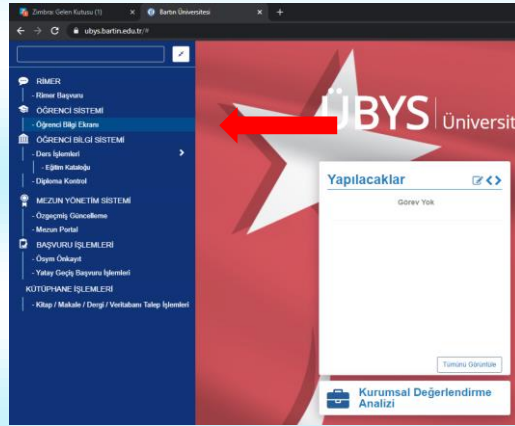 Zimbra: Gelen Kutusu (1)
Bartın Üniversitesi
ubys.bartin.edu.tr/#
RİMER
- Rimer Başvuru
ÖĞRENCİ SİSTEMİ
- Öğrenci Bilgi Ekranı
ÖĞRENCİ BİLGİ SİSTEMİ
- Ders İşlemleri
- Eğitim Kataloğu
- Diploma Kontrol
MEZUN YÖNETİM SİSTEMİ
- Özgeçmiş Güncelleme
- Mezun Portal
BAŞVURU İŞLEMLERİ
- Ösym Önkayıt
- Yatay Geçiş Başvuru İşlemleri
KÜTÜPHANE İŞLEMLERİ
- Kitap / Makale / Dergi / Veritabanı Talep İşlemleri
ÜBYS Üniversit
Yapılacaklar
Görev Yok
Tümünü Görüntüle
Kurumsal Değerlendirme
Analizi